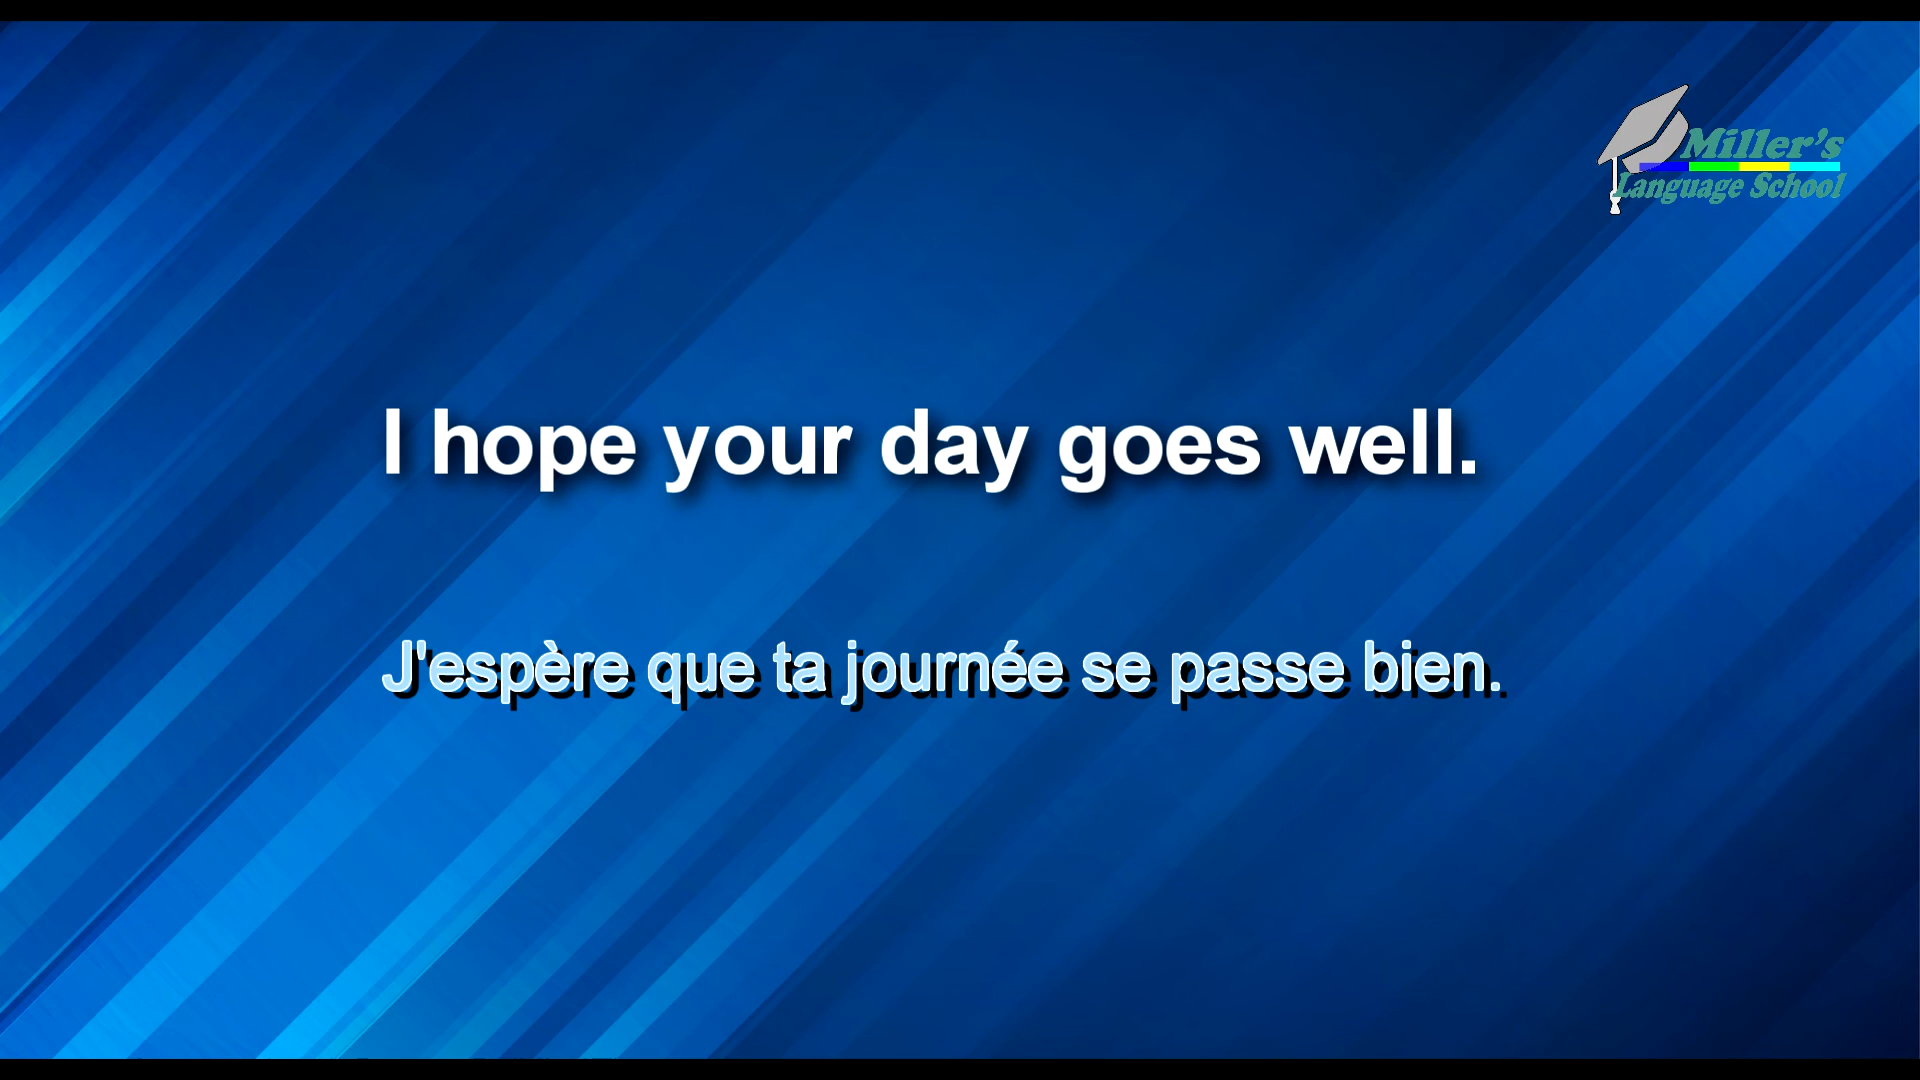 Miller's
Language School
I hope your day goes well.
J'espère que ta journée se passe bien.